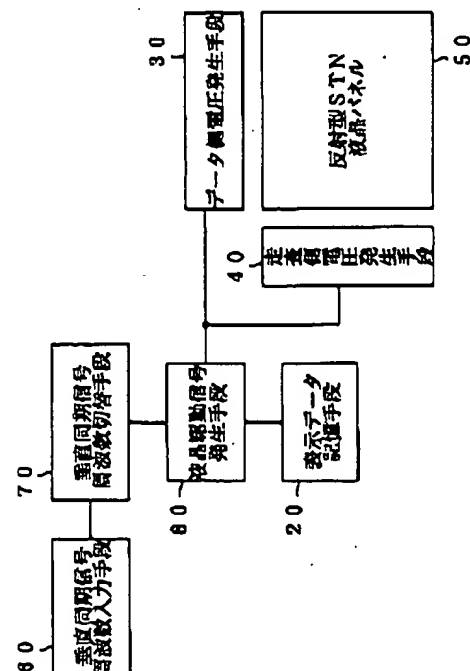 70
垂直同期信号
周波数切替手段
垂直同期信号
周波数入力手段
液晶駆動信号
発生手段
20
表示データ
記憶手段
30
データ側電圧発生手段
40
走査側電圧発生手段
反射型STN
液晶パネル
50